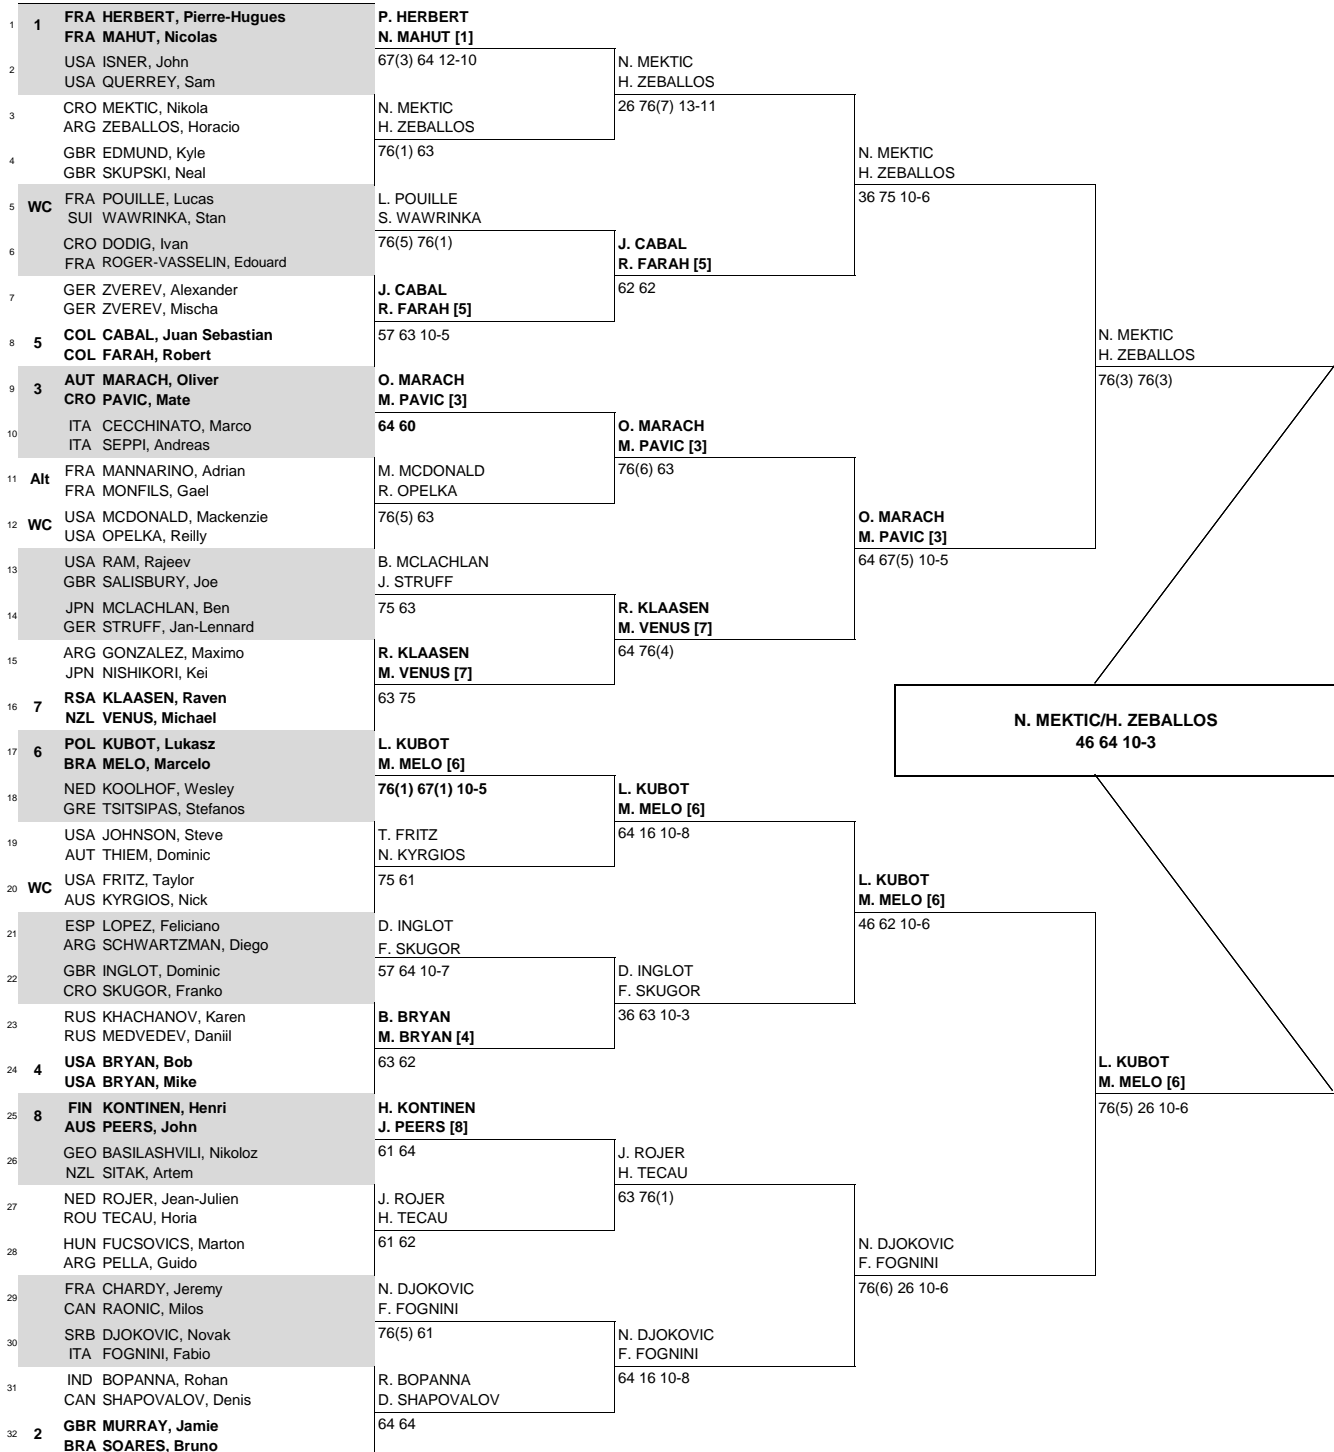 1 1 FRA HERBERT, Pierre-Hugues
FRA MAHUT, Nicolas
2 USA ISNER, John
USA QUERREY, Sam
3 CRO MEKTIC, Nikola
ARG ZEBALLOS, Horacio
4 GBR EDMUND, Kyle
GBR SKUPSKI, Neal
5 WC FRA POUILLE, Lucas
SUI WAWRINKA, Stan
6 CRO DODIG, Ivan
FRA ROGER-VASSELIN, Edouard
7 GER ZVEREV, Alexander
GER ZVEREV, Mischa
8 5 COL CABAL, Juan Sebastian
COL FARAH, Robert
9 3 AUT MARACH, Oliver
CRO PAVIC, Mate
10 ITA CECCHINATO, Marco
ITA SEPPI, Andreas
11 Alt FRA MANNARINO, Adrian
FRA MONFILS, Gael
12 WC USA MCDONALD, Mackenzie
USA OPELKA, Reilly
13 USA RAM, Rajeev
GBR SALISBURY, Joe
14 JPN MCLACHLAN, Ben
GER STRUFF, Jan-Lennard
15 ARG GONZALEZ, Maximo
JPN NISHIKORI, Kei
16 7 RSA KLAASEN, Raven
NZL VENUS, Michael
17 6 POL KUBOT, Lukasz
BRA MELO, Marcelo
18 NED KOOLHOF, Wesley
GRE TSITSIPAS, Stefanos
19 USA JOHNSON, Steve
AUT THIEM, Dominic
20 WC USA FRITZ, Taylor
AUS KYRGIOS, Nick
21 ESP LOPEZ, Feliciano
ARG SCHWARTZMAN, Diego
22 GBR INGLOT, Dominic
CRO SKUGOR, Franko
23 RUS KHACHANOV, Karen
RUS MEDVEDEV, Daniil
24 4 USA BRYAN, Bob
USA BRYAN, Mike
25 8 FIN KONTINEN, Henri
AUS PEERS, John
26 GEO BASILASHVILI, Nikoloz
NZL SITAK, Artem
27 NED ROJER, Jean-Julien
ROU TECAU, Horia
28 HUN FUCSOVICS, Marton
ARG PELLA, Guido
29 FRA CHARDY, Jeremy
CAN RAONIC, Milos
30 SRB DJOKOVIC, Novak
ITA FOGNINI, Fabio
31 IND BOPANNA, Rohan
CAN SHAPOVALOV, Denis
32 2 GBR MURRAY, Jamie
BRA SOARES, Bruno
P. HERBERT
N. MAHUT [1]
67(3) 64 12-10
N. MEKTIC
H. ZEBALLOS
76(1) 63
L. POUILLE
S. WAWRINKA
76(5) 76(1)
J. CABAL
R. FARAH [5]
57 63 10-5
O. MARACH
M. PAVIC [3]
64 60
M. MCDONALD
R. OPELKA
76(5) 63
B. MCLACHLAN
J. STRUFF
75 63
R. KLAASEN
M. VENUS [7]
63 75
L. KUBOT
M. MELO [6]
76(1) 67(1) 10-5
T. FRITZ
N. KYRGIOS
75 61
D. INGLOT
F. SKUGOR
57 64 10-7
B. BRYAN
M. BRYAN [4]
63 62
H. KONTINEN
J. PEERS [8]
61 64
J. ROJER
H. TECAU
61 62
N. DJOKOVIC
F. FOGNINI
76(5) 61
R. BOPANNA
D. SHAPOVALOV
64 64
N. MEKTIC
H. ZEBALLOS
26 76(7) 13-11
J. CABAL
R. FARAH [5]
62 62
O. MARACH
M. PAVIC [3]
76(6) 63
R. KLAASEN
M. VENUS [7]
64 76(4)
L. KUBOT
M. MELO [6]
64 16 10-8
D. INGLOT
F. SKUGOR
36 63 10-3
J. ROJER
H. TECAU
63 76(1)
N. DJOKOVIC
F. FOGNINI
64 16 10-8
N. MEKTIC
H. ZEBALLOS
36 75 10-6
O. MARACH
M. PAVIC [3]
64 67(5) 10-5
L. KUBOT
M. MELO [6]
46 62 10-6
N. DJOKOVIC
F. FOGNINI
76(6) 26 10-6
N. MEKTIC
H. ZEBALLOS
76(3) 76(3)
L. KUBOT
M. MELO [6]
76(5) 26 10-6
N. MEKTIC/H. ZEBALLOS
46 64 10-3